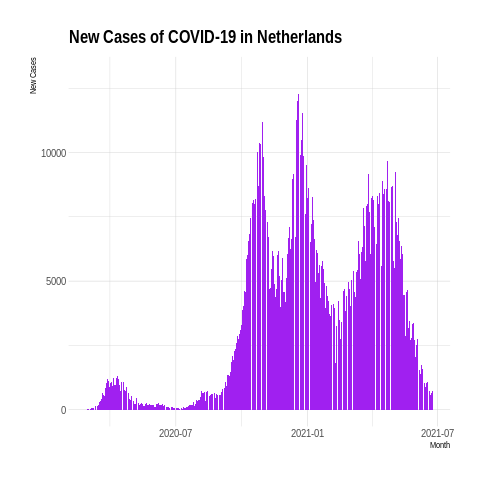 New Cases of COVID-19 in Netherlands
New Cases
10000
5000
0
2020-07
2021-01
2021-07
Month